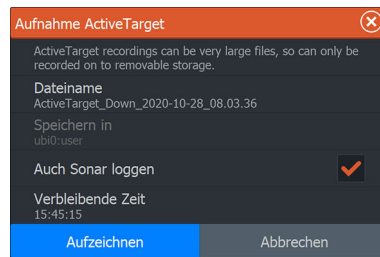 Aufnahme ActiveTarget
ActiveTarget recordings can be very large files, so can only be
recorded on to removable storage.
Dateiname
ActiveTarget_Down_2020-10-28_08.03.36
Speichern in
ubi0:user
Auch Sonar loggen
Verbleibende Zeit
15:45:15
Aufzeichnen
Abbrechen